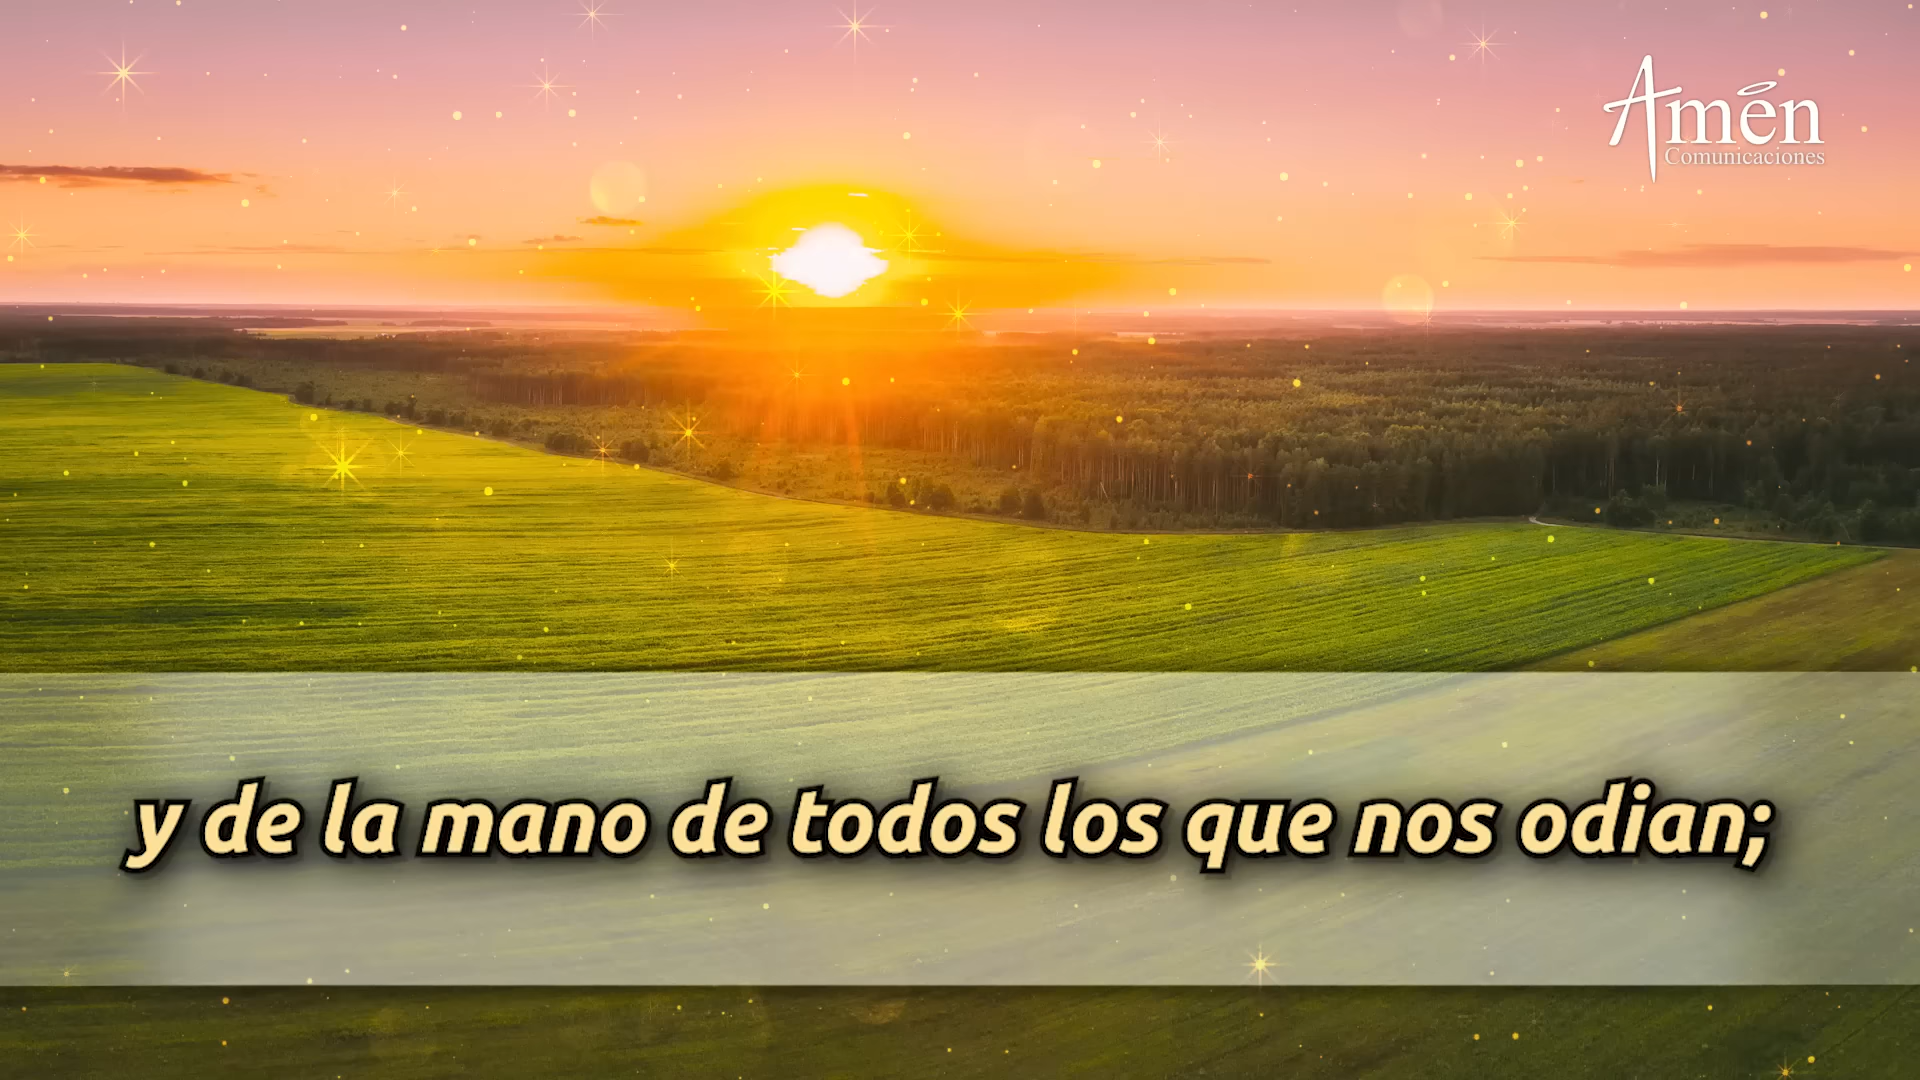 Amén
Comunicaciones
y de la mano de todos los que nos odian;